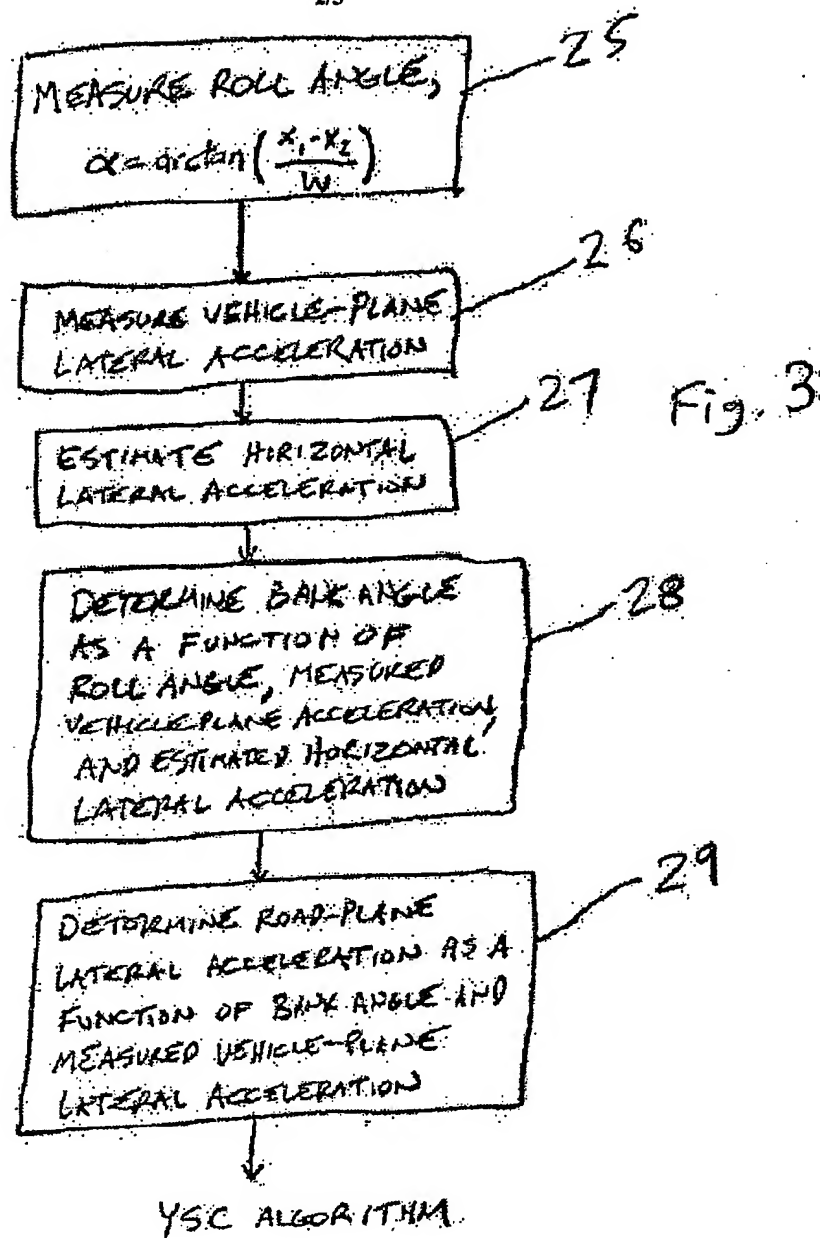 2/3
25
MEASURE ROLL ANGLE,
α = arctan((x₁-x₂)/W)
26
MEASURE VEHICLE-PLANE
LATERAL ACCELERATION
27
Fig. 3
ESTIMATE HORIZONTAL
LATERAL ACCELERATION
28
DETERMINE BANK ANGLE
AS A FUNCTION OF
ROLL ANGLE, MEASURED
VEHICLE PLANE ACCELERATION,
AND ESTIMATED HORIZONTAL
LATERAL ACCELERATION
29
DETERMINE ROAD-PLANE
LATERAL ACCELERATION AS A
FUNCTION OF BANK ANGLE AND
MEASURED VEHICLE-PLANE
LATERAL ACCELERATION
YSC ALGORITHM